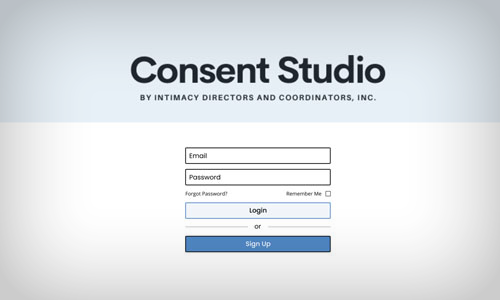 Consent Studio
BY INTIMACY DIRECTORS AND COORDINATORS, INC.
Email
Password
Forgot Password? Remember Me
Login
or
Sign Up